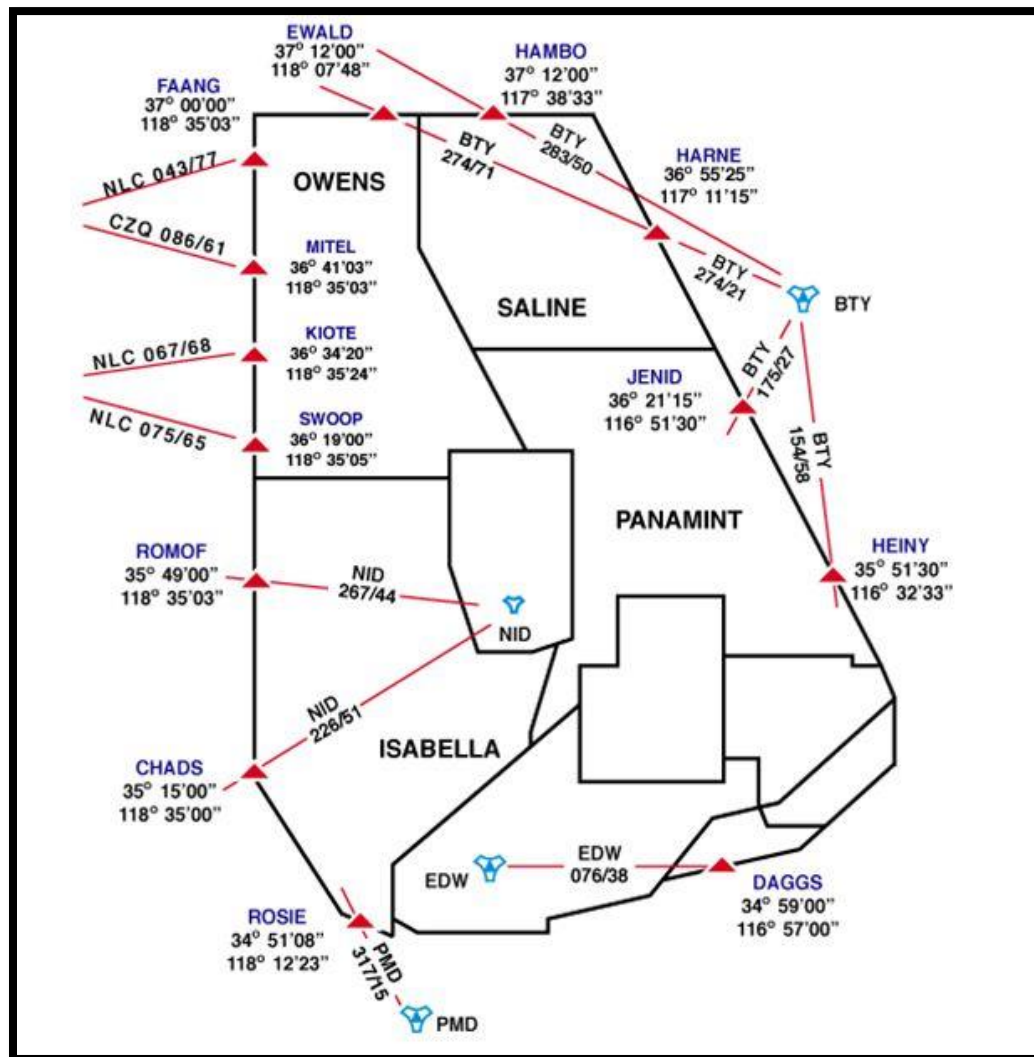 EWALD
37° 12'00"
118° 07'48"
HAMBO
37° 12'00"
117° 38'33"
FAANG
37° 00'00"
118° 35'03"
BTY
283/50
BTY
274/71
HARNE
36° 55'25"
117° 11'15"
NLC 043/77
OWENS
CZQ 086/61
MITEL
36° 41'03"
118° 35'03"
BTY
274/21
BTY
SALINE
KIOTE
36° 34'20"
118° 35'24"
NLC 067/68
BTY
175/27
JENID
36° 21'15"
116° 51'30"
NLC 075/65
SWOOP
36° 19'00"
118° 35'05"
BTY
154/58
PANAMINT
ROMOF
35° 49'00"
118° 35'03"
NID
267/44
NID
HEINY
35° 51'30"
116° 32'33"
NID
226/51
ISABELLA
CHADS
35° 15'00"
118° 35'00"
EDW
EDW
076/38
DAGGS
34° 59'00"
116° 57'00"
ROSIE
34° 51'08"
118° 12'23"
PMD
317/15
PMD